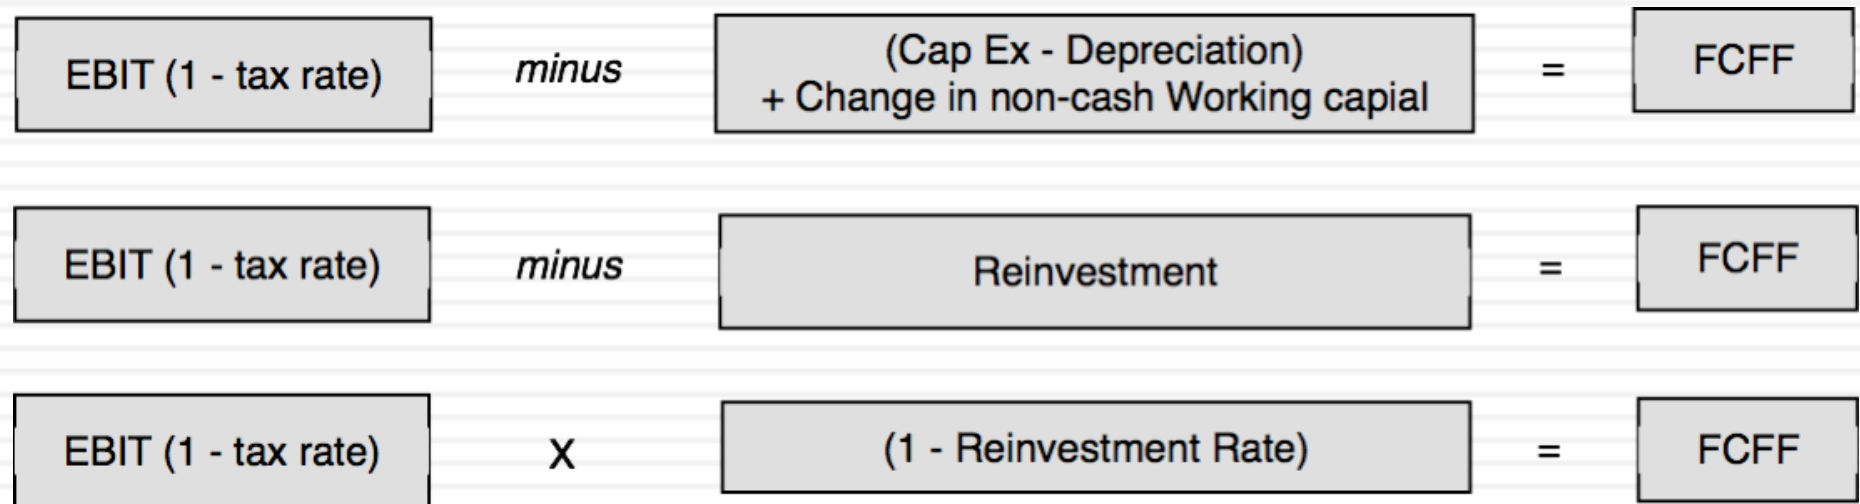 EBIT (1 - tax rate) minus (Cap Ex - Depreciation)
+ Change in non-cash Working capial = FCFF
EBIT (1 - tax rate) minus Reinvestment = FCFF
EBIT (1 - tax rate) X (1 - Reinvestment Rate) = FCFF